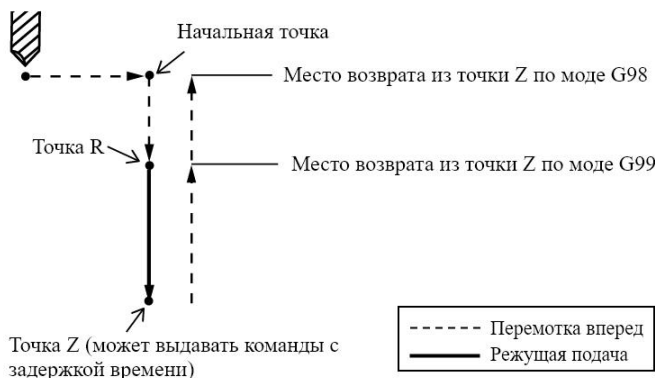 Начальная точка
Место возврата из точки Z по моде G98
Точка R
Место возврата из точки Z по моде G99
Точка Z (может выдавать команды с
задержкой времени)
Перемотка вперед
Режущая подача